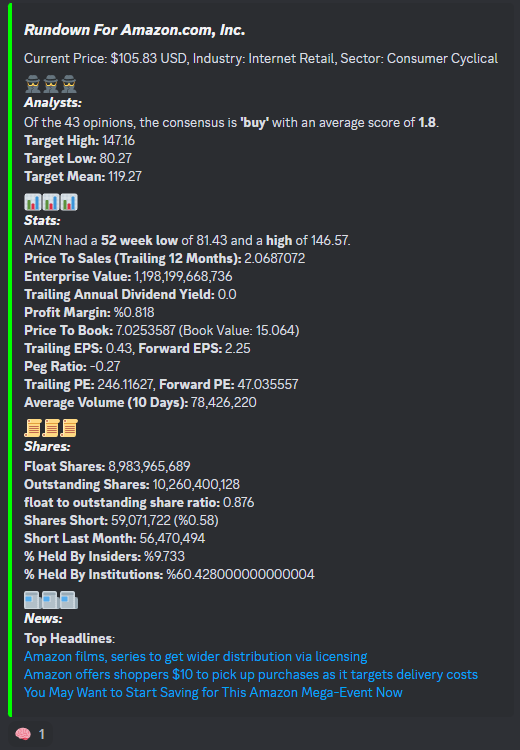 Rundown For Amazon.com, Inc.
Current Price: $105.83 USD, Industry: Internet Retail, Sector: Consumer Cyclical
Analysts:
Of the 43 opinions, the consensus is 'buy' with an average score of 1.8.
Target High: 147.16
Target Low: 80.27
Target Mean: 119.27
Stats:
AMZN had a 52 week low of 81.43 and a high of 146.57.
Price To Sales (Trailing 12 Months): 2.0687072
Enterprise Value: 1,198,199,668,736
Trailing Annual Dividend Yield: 0.0
Profit Margin: %0.818
Price To Book: 7.0253587 (Book Value: 15.064)
Trailing EPS: 0.43, Forward EPS: 2.25
Peg Ratio: -0.27
Trailing PE: 246.11627, Forward PE: 47.035557
Average Volume (10 Days): 78,426,220
Shares:
Float Shares: 8,983,965,689
Outstanding Shares: 10,260,400,128
float to outstanding share ratio: 0.876
Shares Short: 59,071,722 (%0.58)
Short Last Month: 56,470,494
% Held By Insiders: %9.733
% Held By Institutions: %60.428000000000004
News:
Top Headlines:
Amazon films, series to get wider distribution via licensing
Amazon offers shoppers $10 to pick up purchases as it targets delivery costs
You May Want to Start Saving for This Amazon Mega-Event Now
1